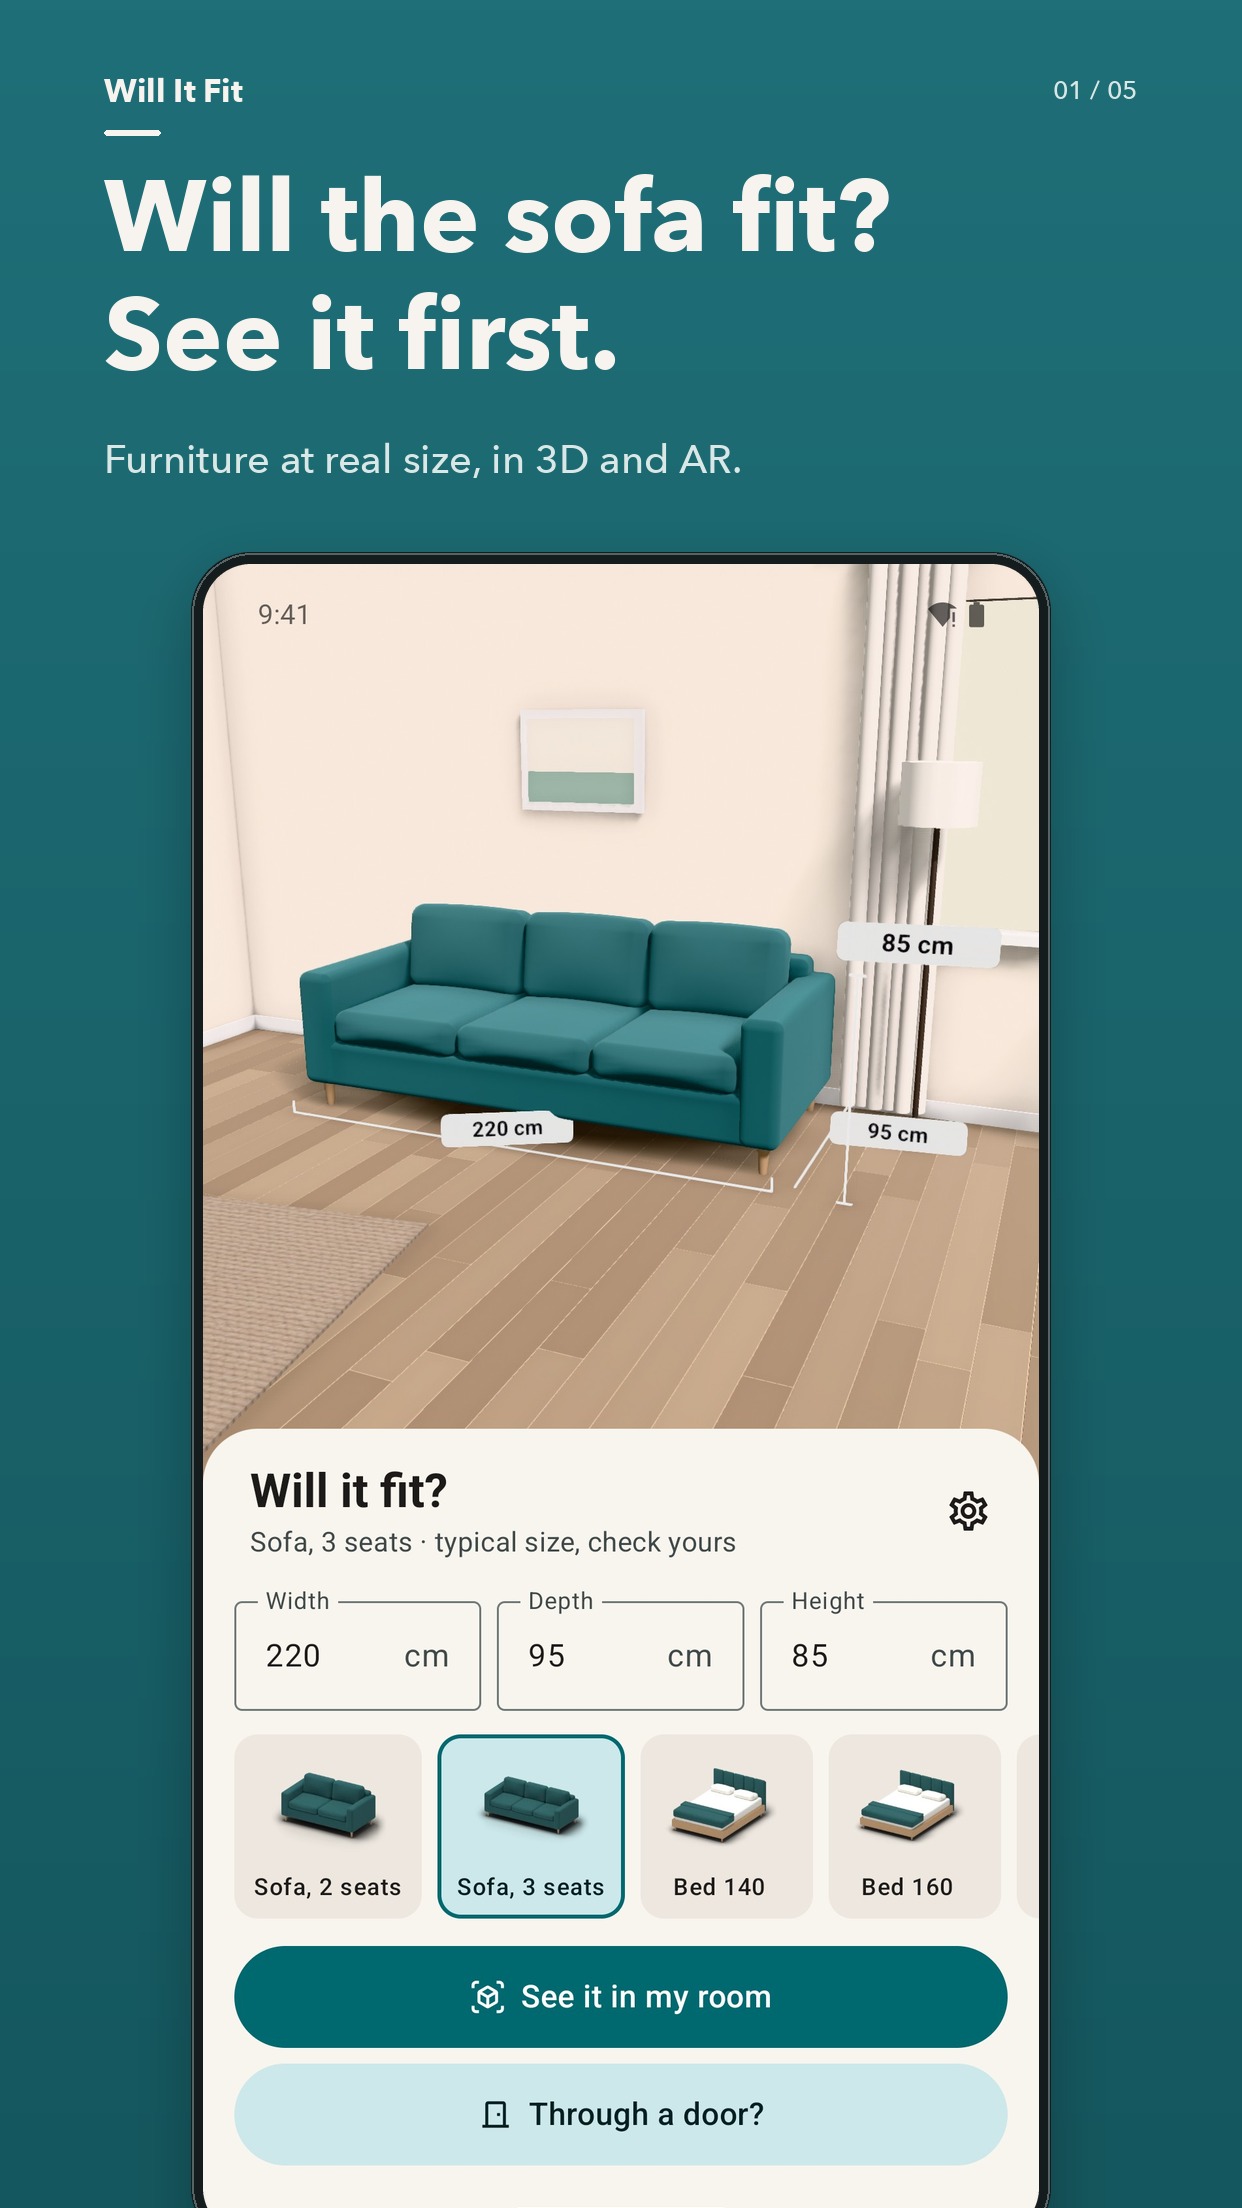 Will It Fit
01 / 05
Will the sofa fit?
See it first.
Furniture at real size, in 3D and AR.
9:41
85 cm
220 cm
95 cm
Will it fit?
Sofa, 3 seats · typical size, check yours
Width
Depth
Height
220 cm
95 cm
85 cm
Sofa, 2 seats
Sofa, 3 seats
Bed 140
Bed 160
See it in my room
Through a door?